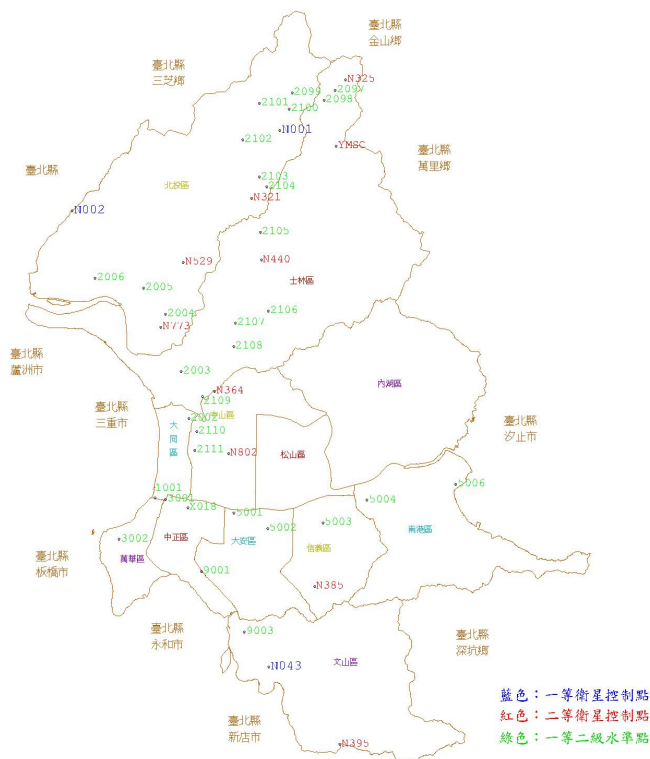 臺北縣
金山鄉
臺北縣
三芝鄉
N325
2097
2099
2098
2101
2100
N001
2102
YMSC
臺北縣
萬里鄉
臺北縣
2103
北投區
2104
N321
N002
2105
N529
N440
2006
士林區
2005
2004
2106
N773
2107
2108
臺北縣
蘆洲市
2003
內湖區
N364
2109
臺北縣
三重市
2002
中山區
臺北縣
汐止市
大同區
2110
2111
N802
松山區
5006
1001
3001
5004
X018
5001
5003
5002
南港區
3002
中正區
大安區
信義區
萬華區
臺北縣
板橋市
9001
N385
臺北縣
永和市
9003
臺北縣
深坑鄉
N043
文山區
藍色：一等衛星控制點
紅色：二等衛星控制點
綠色：一等二級水準點
臺北縣
新店市
N395